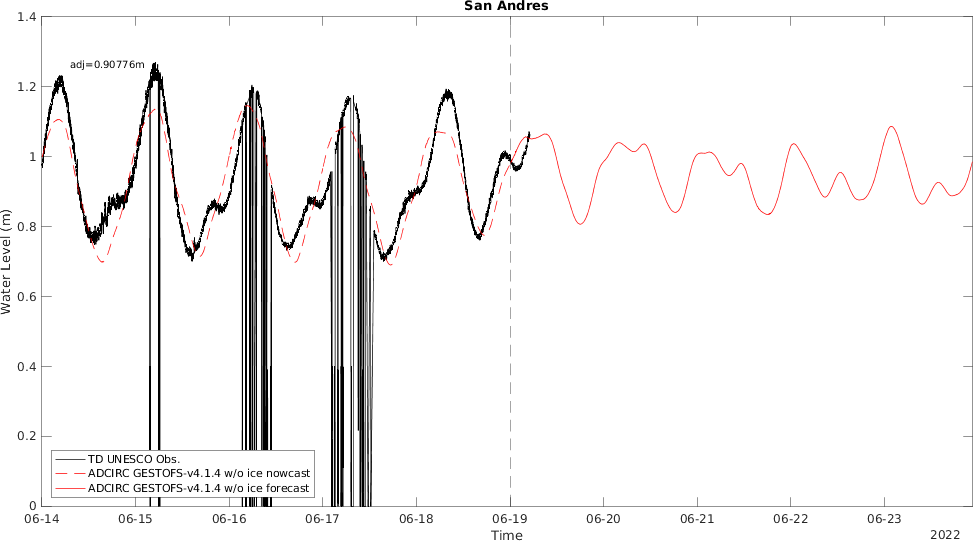 San Andres
1.4
adj=0.90776m
1.2
1
0.8
0.6
0.4
0.2
0
Water Level (m)
TD UNESCO Obs.
ADCIRC GESTOFS-v4.1.4 w/o ice nowcast
ADCIRC GESTOFS-v4.1.4 w/o ice forecast
06-14 06-15 06-16 06-17 06-18 06-19 06-20 06-21 06-22 06-23
Time
2022